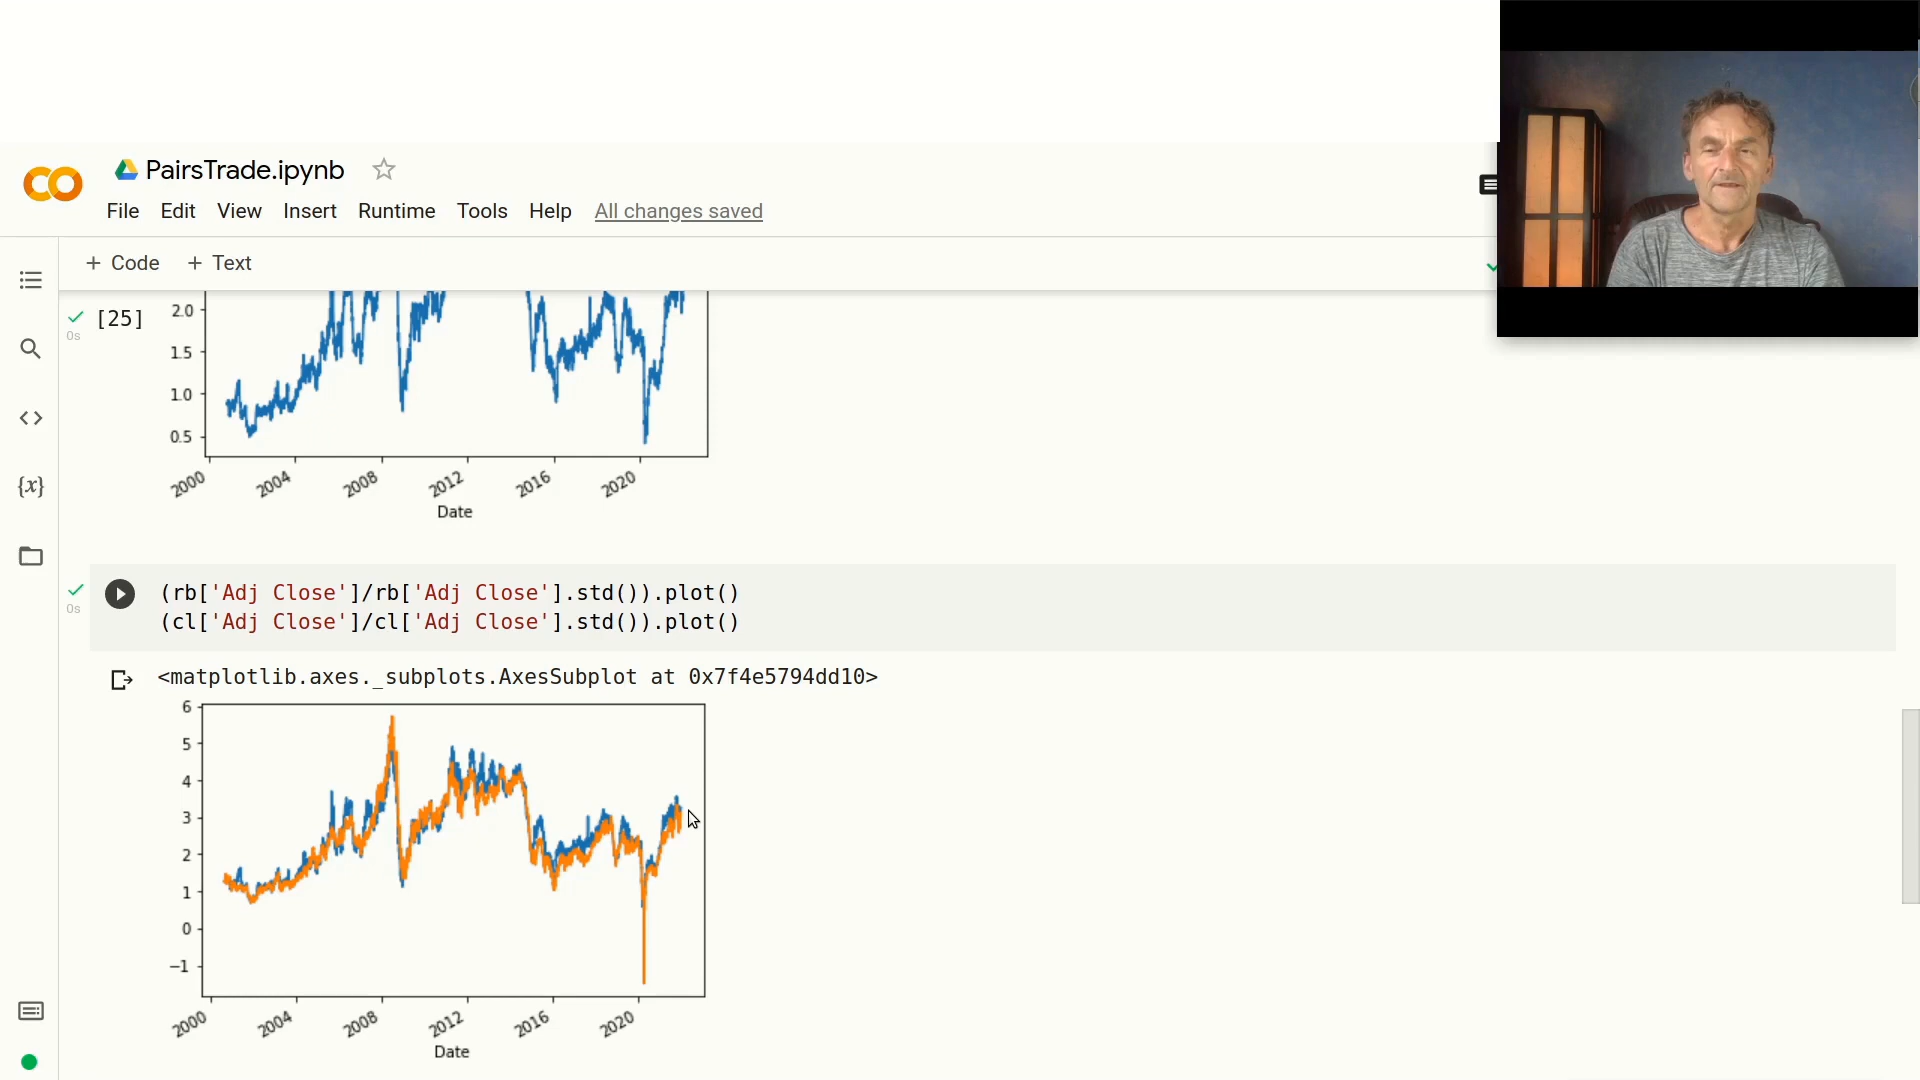 PairsTrade.ipynb
File Edit View Insert Runtime Tools Help All changes saved
+ Code + Text
[25]
0s
2.0
1.5
1.0
0.5
2000 2004 2008 2012 2016 2020
Date
0s
(rb['Adj Close']/rb['Adj Close'].std()).plot()
(cl['Adj Close']/cl['Adj Close'].std()).plot()
<matplotlib.axes._subplots.AxesSubplot at 0x7f4e5794dd10>
6
5
4
3
2
1
0
−1
2000 2004 2008 2012 2016 2020
Date